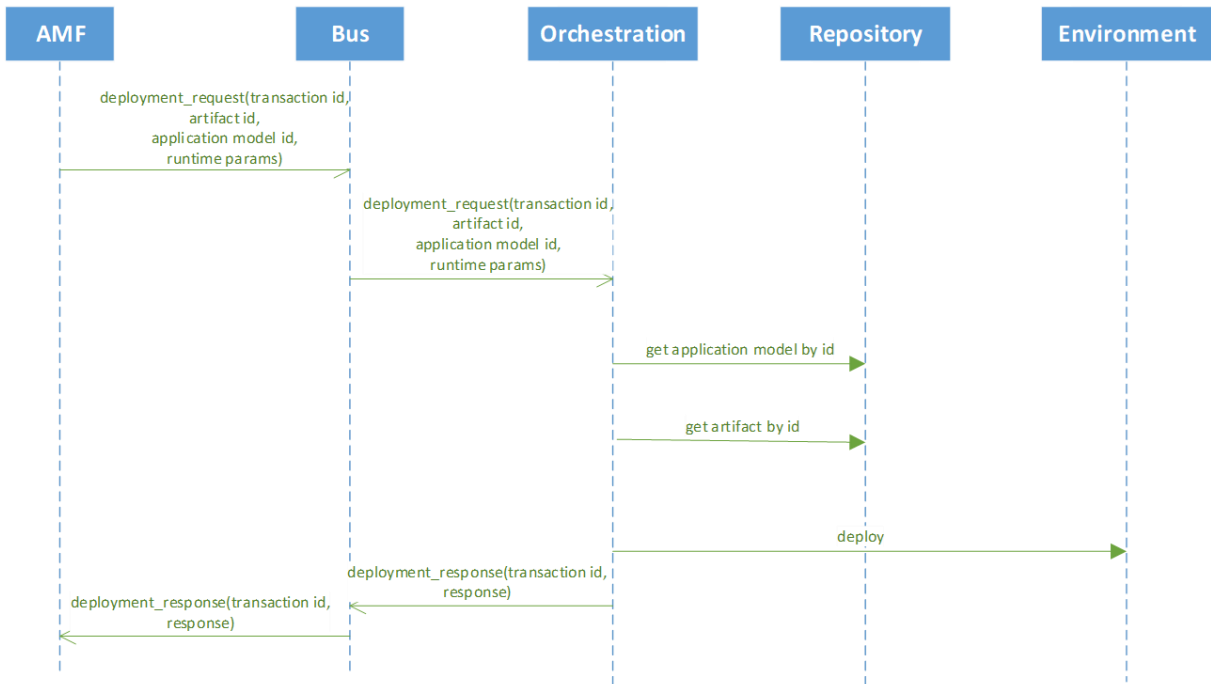 AMF
Bus
Orchestration
Repository
Environment
deployment_request(transaction id,
artifact id,
application model id,
runtime params)
deployment_request(transaction id,
artifact id,
application model id,
runtime params)
get application model by id
get artifact by id
deploy
deployment_response(transaction id,
response)
deployment_response(transaction id,
response)